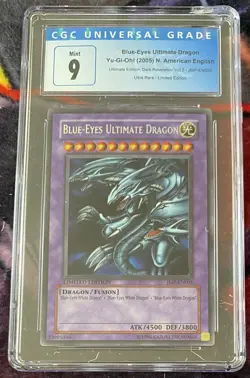 CGC UNIVERSAL GRADE
Mint
9
Blue-Eyes Ultimate Dragon
Yu-Gi-Oh! (2005) N. American English
Ultra Rare / Limited Edition
BLUE-EYES ULTIMATE DRAGON
LIMITED EDITION
[DRAGON / FUSION]
"Blue-Eyes White Dragon" + "Blue-Eyes White Dragon" + "Blue-Eyes White Dragon"
ATK/4500 DEF/3800